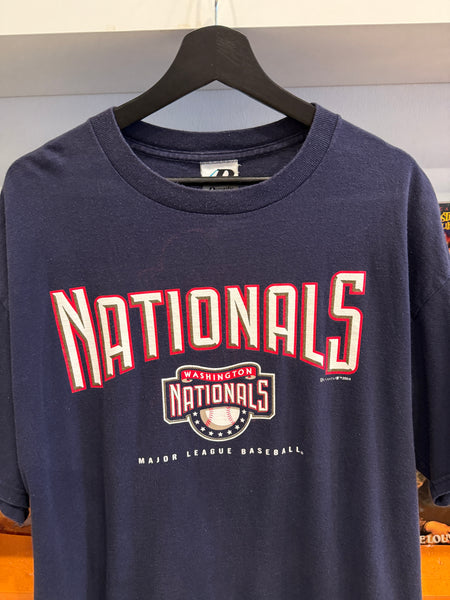 NATIONALS
WASHINGTON
NATIONALS
MAJOR LEAGUE BASEBALL